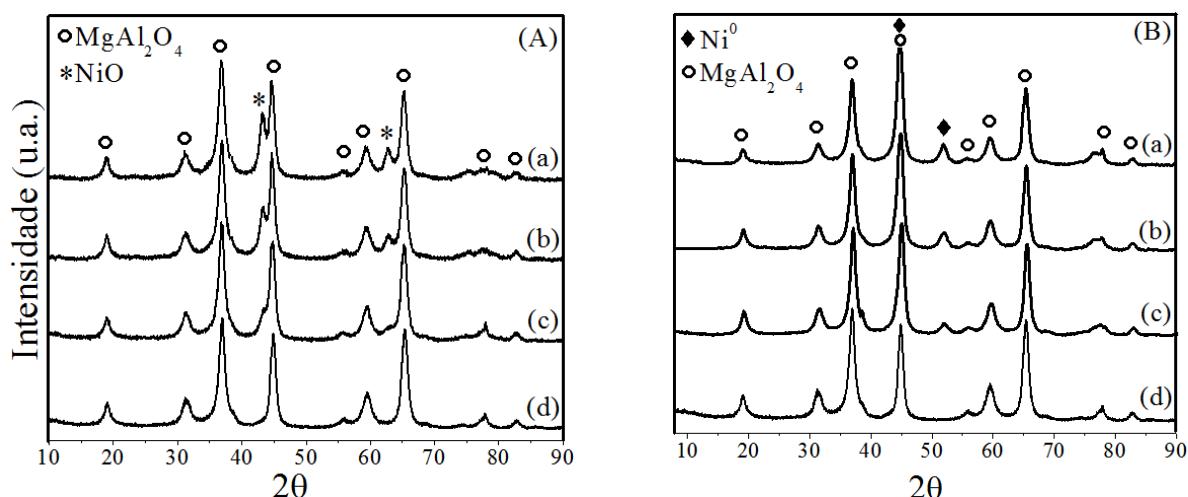 ○ MgAl₂O₄
* NiO
(A)
(a)
(b)
(c)
(d)
Intensidade (u.a.)
10 20 30 40 50 60 70 80 90
2θ
◆ Ni⁰
○ MgAl₂O₄
(B)
(a)
(b)
(c)
(d)
10 20 30 40 50 60 70 80 90
2θ